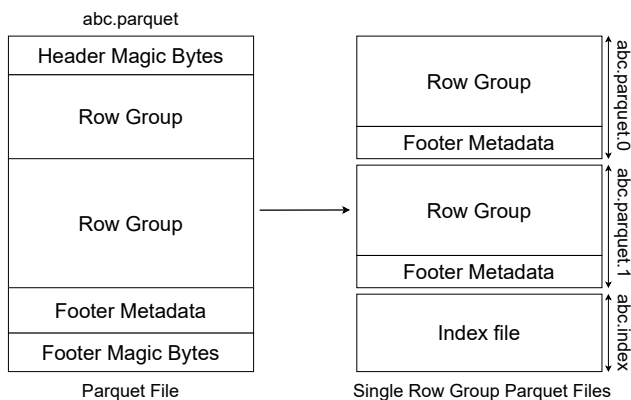 abc.parquet
Header Magic Bytes
Row Group
Row Group
Footer Metadata
Footer Magic Bytes
Parquet File
Row Group
Footer Metadata
abc.parquet.0
Row Group
Footer Metadata
abc.parquet.1
Index file
abc.index
Single Row Group Parquet Files